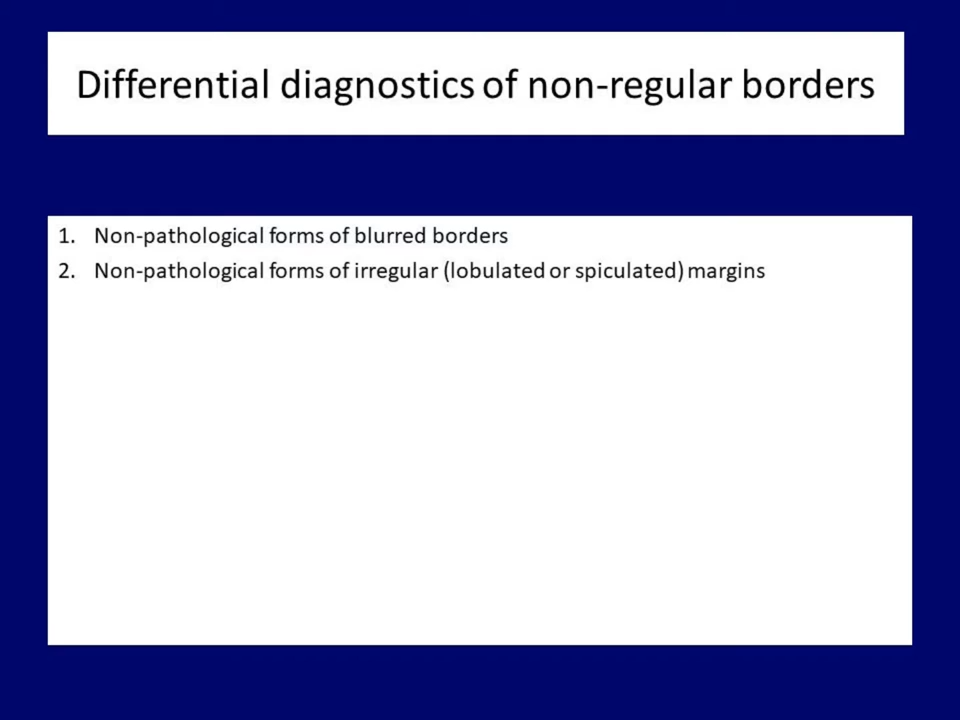 Differential diagnostics of non-regular borders
1. Non-pathological forms of blurred borders
2. Non-pathological forms of irregular (lobulated or spiculated) margins